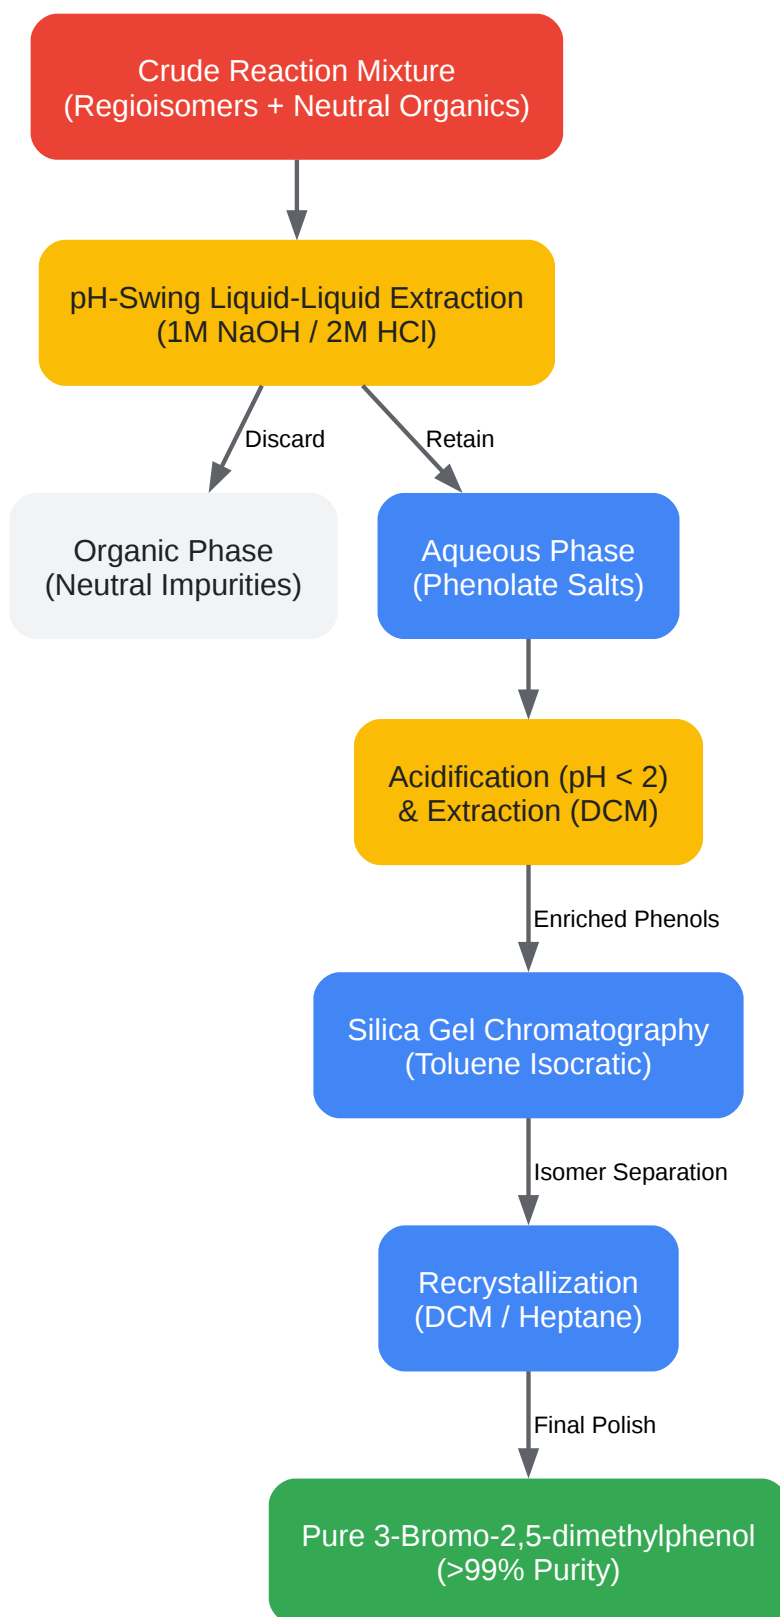 Crude Reaction Mixture
(Regioisomers + Neutral Organics)
pH-Swing Liquid-Liquid Extraction
(1M NaOH / 2M HCl)
Discard
Retain
Organic Phase
(Neutral Impurities)
Aqueous Phase
(Phenolate Salts)
Acidification (pH < 2)
& Extraction (DCM)
Enriched Phenols
Silica Gel Chromatography
(Toluene Isocratic)
Isomer Separation
Recrystallization
(DCM / Heptane)
Final Polish
Pure 3-Bromo-2,5-dimethylphenol
(>99% Purity)